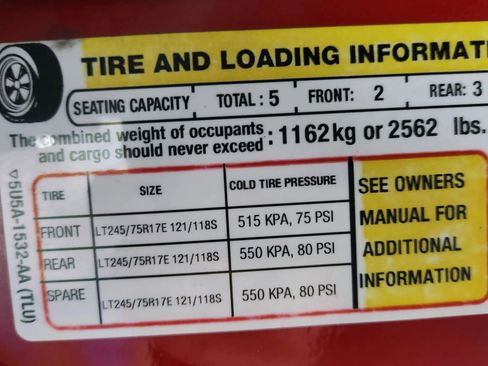 TIRE AND LOADING INFORMATI
SEATING CAPACITY TOTAL : 5 FRONT: 2 REAR: 3
The combined weight of occupants
and cargo should never exceed : 1162kg or 2562 lbs.
TIRE SIZE COLD TIRE PRESSURE
FRONT LT245/75R17E 121/118S 515 KPA, 75 PSI
REAR LT245/75R17E 121/118S 550 KPA, 80 PSI
SPARE LT245/75R17E 121/118S 550 KPA, 80 PSI
SEE OWNERS
MANUAL FOR
ADDITIONAL
INFORMATION
▽5U5A-1532-AA (TLU)